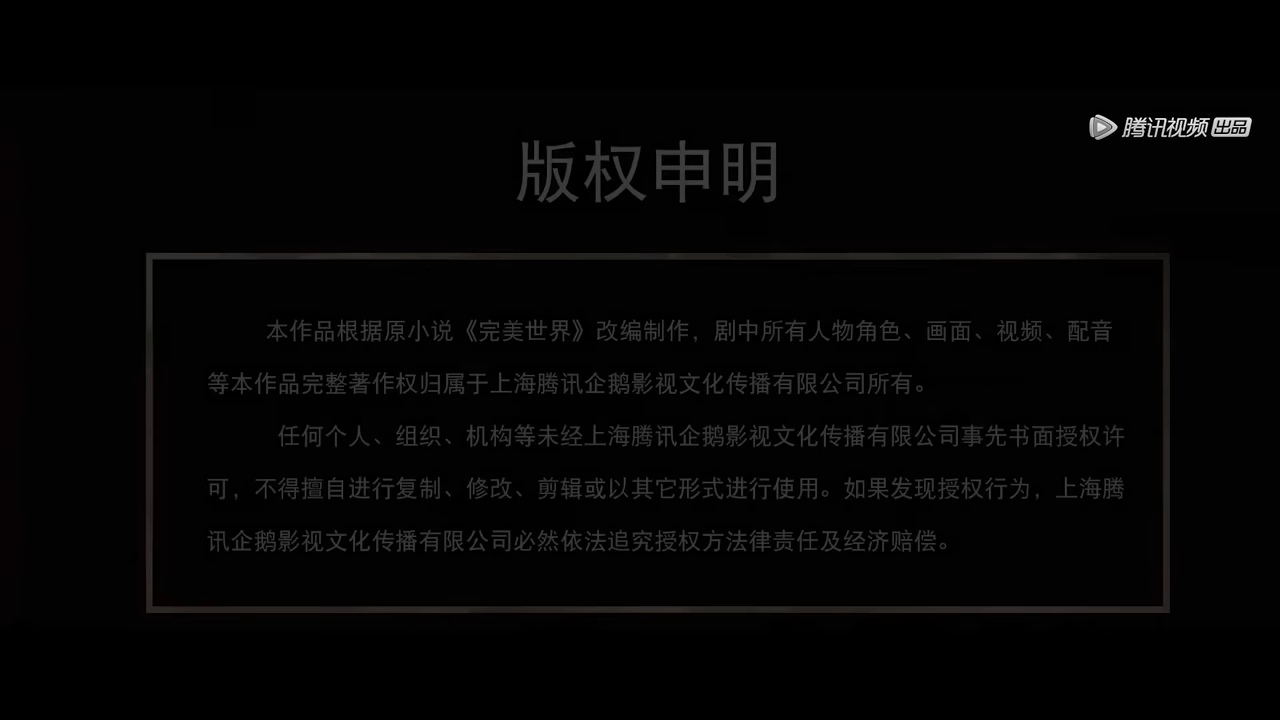 腾讯视频 出品
版权申明
本作品根据原小说《完美世界》改编制作，剧中所有人物角色、画面、视频、配音
等本作品完整著作权归属于上海腾讯企鹅影视文化传播有限公司所有。
任何个人、组织、机构等未经上海腾讯企鹅影视文化传播有限公司事先书面授权许
可，不得擅自进行复制、修改、剪辑或以其它形式进行使用。如果发现授权行为，上海腾
讯企鹅影视文化传播有限公司必然依法追究授权方法律责任及经济赔偿。